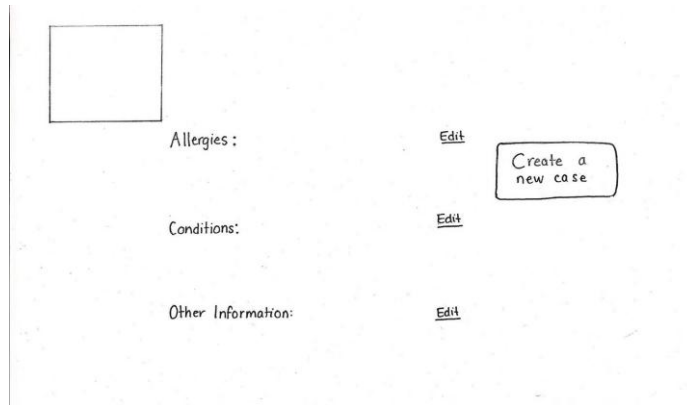 Allergies: Edit
Create a
new case
Conditions: Edit
Other Information: Edit